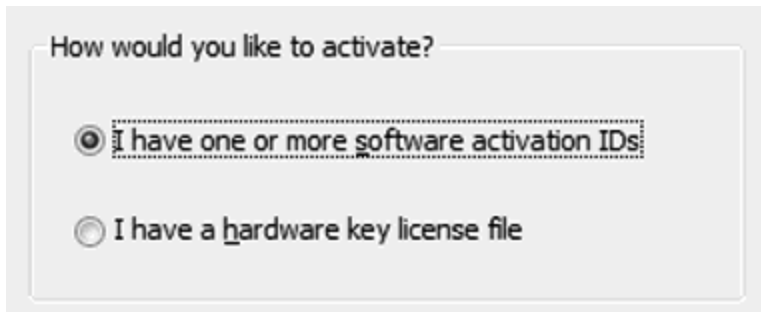 How would you like to activate?
I have one or more software activation IDs
I have a hardware key license file